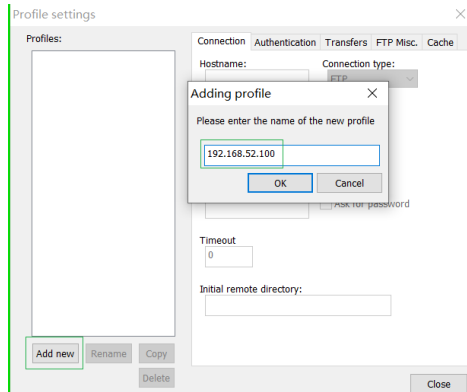 Profile settings
Profiles:
Connection Authentication Transfers FTP Misc. Cache
Hostname: Connection type:
FTP
Adding profile
Please enter the name of the new profile
192.168.52.100
OK Cancel
Ask for password
Timeout
0
Initial remote directory:
Add new Rename Copy
Delete
Close